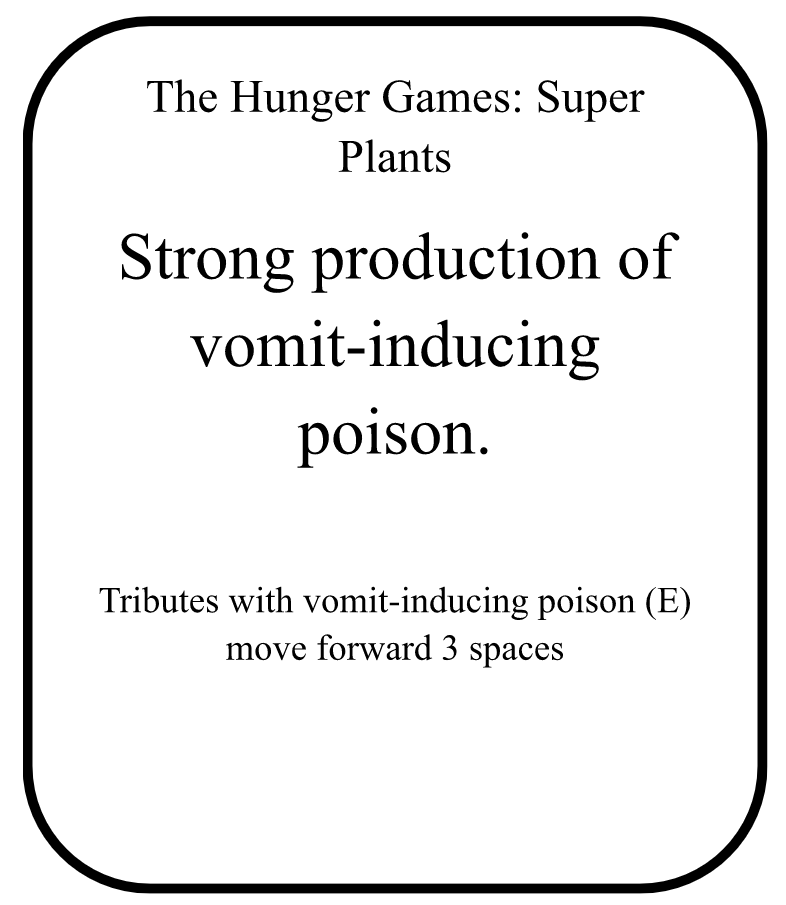 The Hunger Games: Super
Plants
Strong production of
vomit-inducing
poison.
Tributes with vomit-inducing poison (E)
move forward 3 spaces